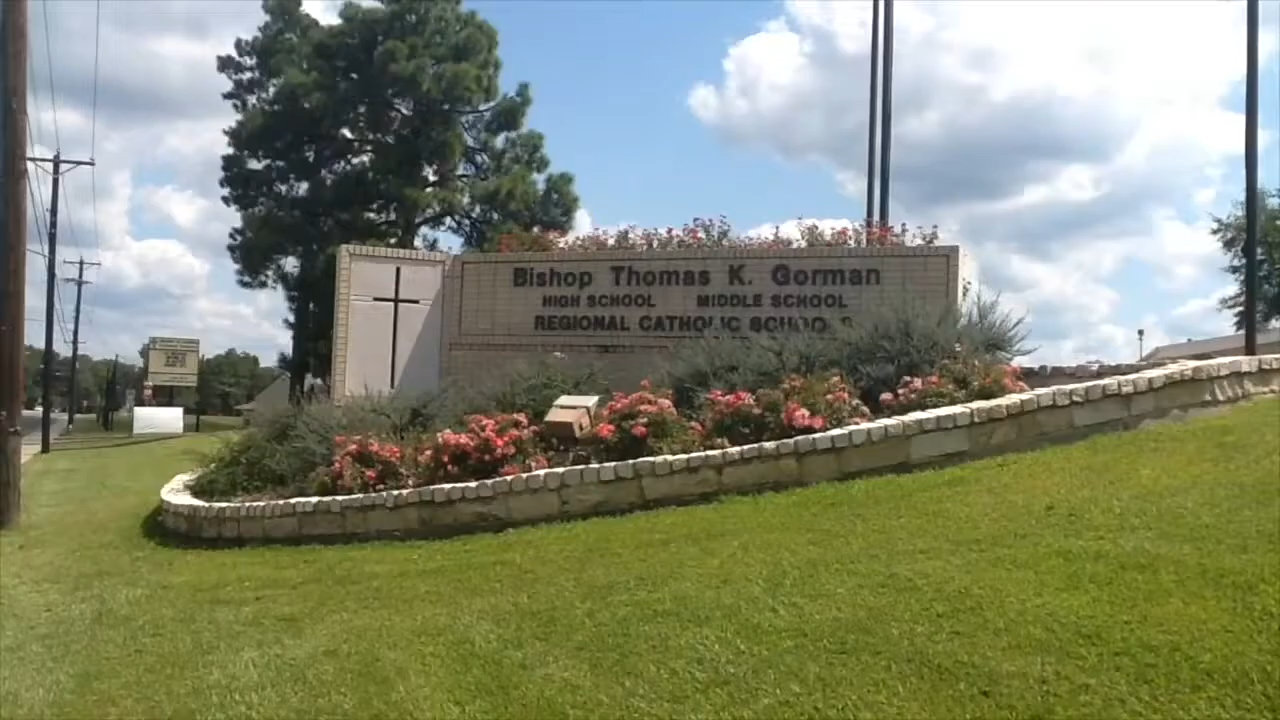 Bishop Thomas K. Gorman
HIGH SCHOOL MIDDLE SCHOOL
REGIONAL CATHOLIC SCHOOLS